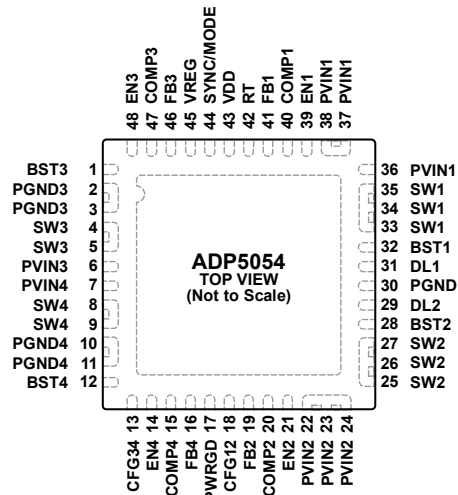 48 EN3
47 COMP3
46 FB3
45 VREG
44 SYNC/MODE
43 VDD
42 RT
41 FB1
40 COMP1
39 EN1
38 PVIN1
37 PVIN1
BST3 1
PGND3 2
PGND3 3
SW3 4
SW3 5
PVIN3 6
PVIN4 7
SW4 8
SW4 9
PGND4 10
PGND4 11
BST4 12
ADP5054
TOP VIEW
(Not to Scale)
36 PVIN1
35 SW1
34 SW1
33 SW1
32 BST1
31 DL1
30 PGND
29 DL2
28 BST2
27 SW2
26 SW2
25 SW2
CFG34 13
EN4 14
COMP4 15
FB4 16
PWRGD 17
CFG12 18
FB2 19
COMP2 20
EN2 21
PVIN2 22
PVIN2 23
PVIN2 24